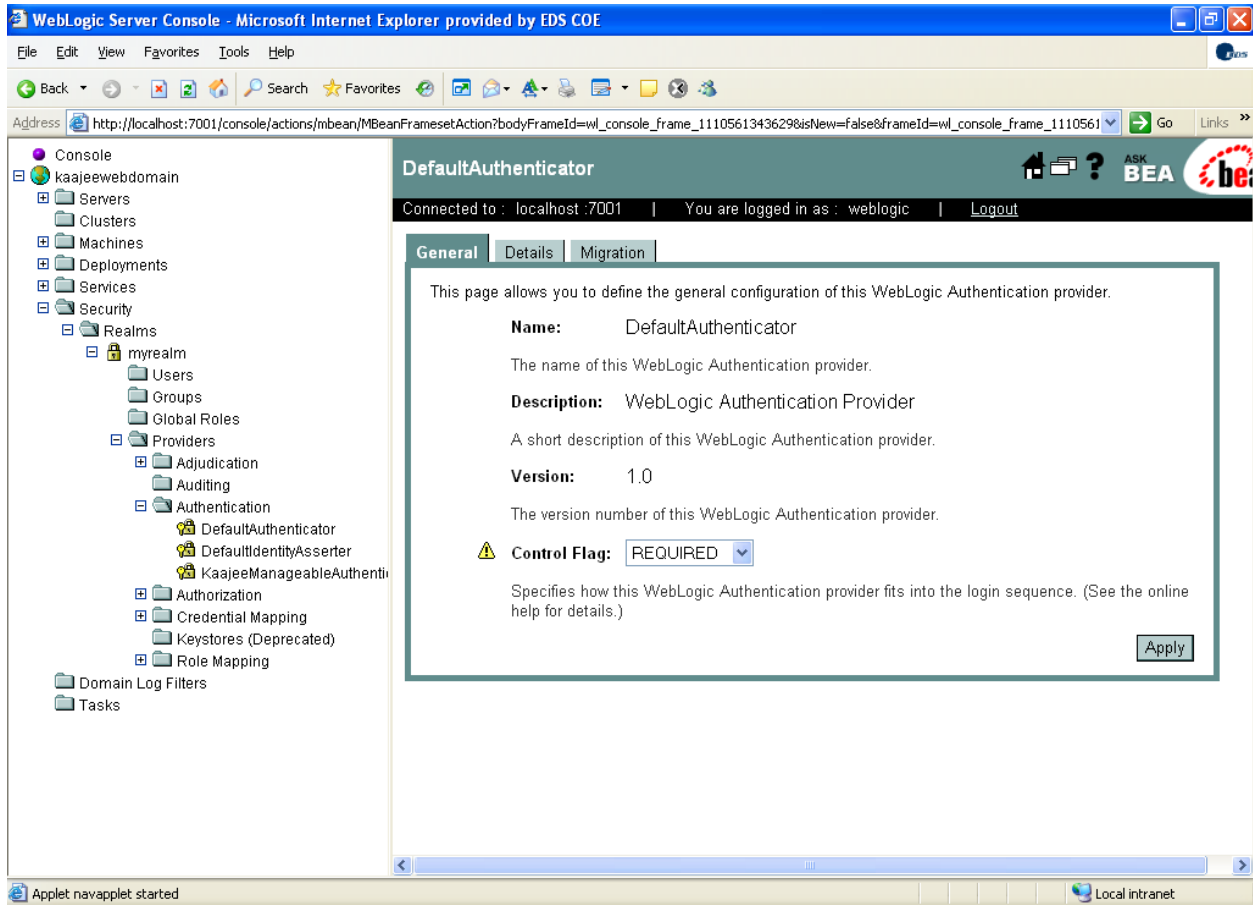 WebLogic Server Console - Microsoft Internet Explorer provided by EDS COE
File Edit View Favorites Tools Help
Back Search Favorites
Address http://localhost:7001/console/actions/mbean/MBeanFramesetAction?bodyFrameId=wl_console_frame_1110561343629&isNew=false&frameId=wl_console_frame_1110561 Go Links »
Console
kaajeewebdomain
Servers
Clusters
Machines
Deployments
Services
Security
Realms
myrealm
Users
Groups
Global Roles
Providers
Adjudication
Auditing
Authentication
DefaultAuthenticator
DefaultIdentityAsserter
KaajeeManageableAuthenti
Authorization
Credential Mapping
Keystores (Deprecated)
Role Mapping
Domain Log Filters
Tasks
DefaultAuthenticator
? ASK BEA bea
Connected to : localhost :7001 | You are logged in as : weblogic | Logout
General Details Migration
This page allows you to define the general configuration of this WebLogic Authentication provider.
Name: DefaultAuthenticator
The name of this WebLogic Authentication provider.
Description: WebLogic Authentication Provider
A short description of this WebLogic Authentication provider.
Version: 1.0
The version number of this WebLogic Authentication provider.
Control Flag: REQUIRED
Specifies how this WebLogic Authentication provider fits into the login sequence. (See the online
help for details.)
Apply
Applet navapplet started Local intranet